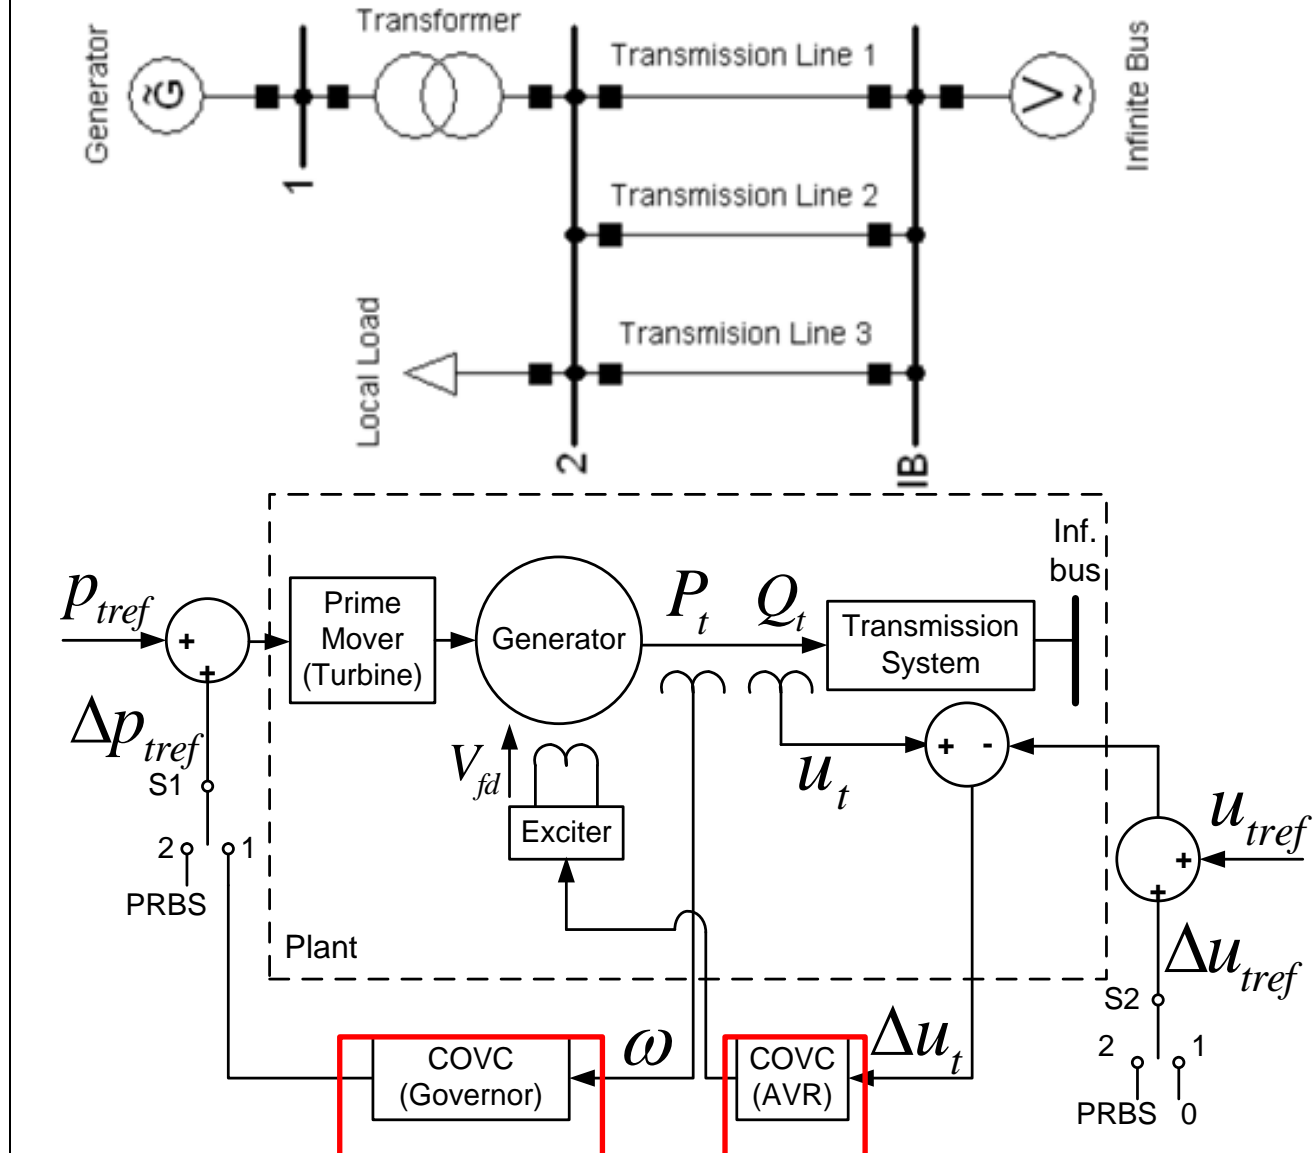 Transformer
Generator
~G
Transmission Line 1
V~
Infinite Bus
1
Transmission Line 2
Local Load
Transmision Line 3
2
IB
Inf.
bus
p_tref
+
+
Prime
Mover
(Turbine)
Generator
P_t
Q_t
Transmission
System
Δp_tref
S1
2
1
PRBS
V_fd
Exciter
u_t
+
-
u_tref
+
+
Δu_tref
S2
2
1
PRBS
0
Plant
COVC
(Governor)
ω
COVC
(AVR)
Δu_t